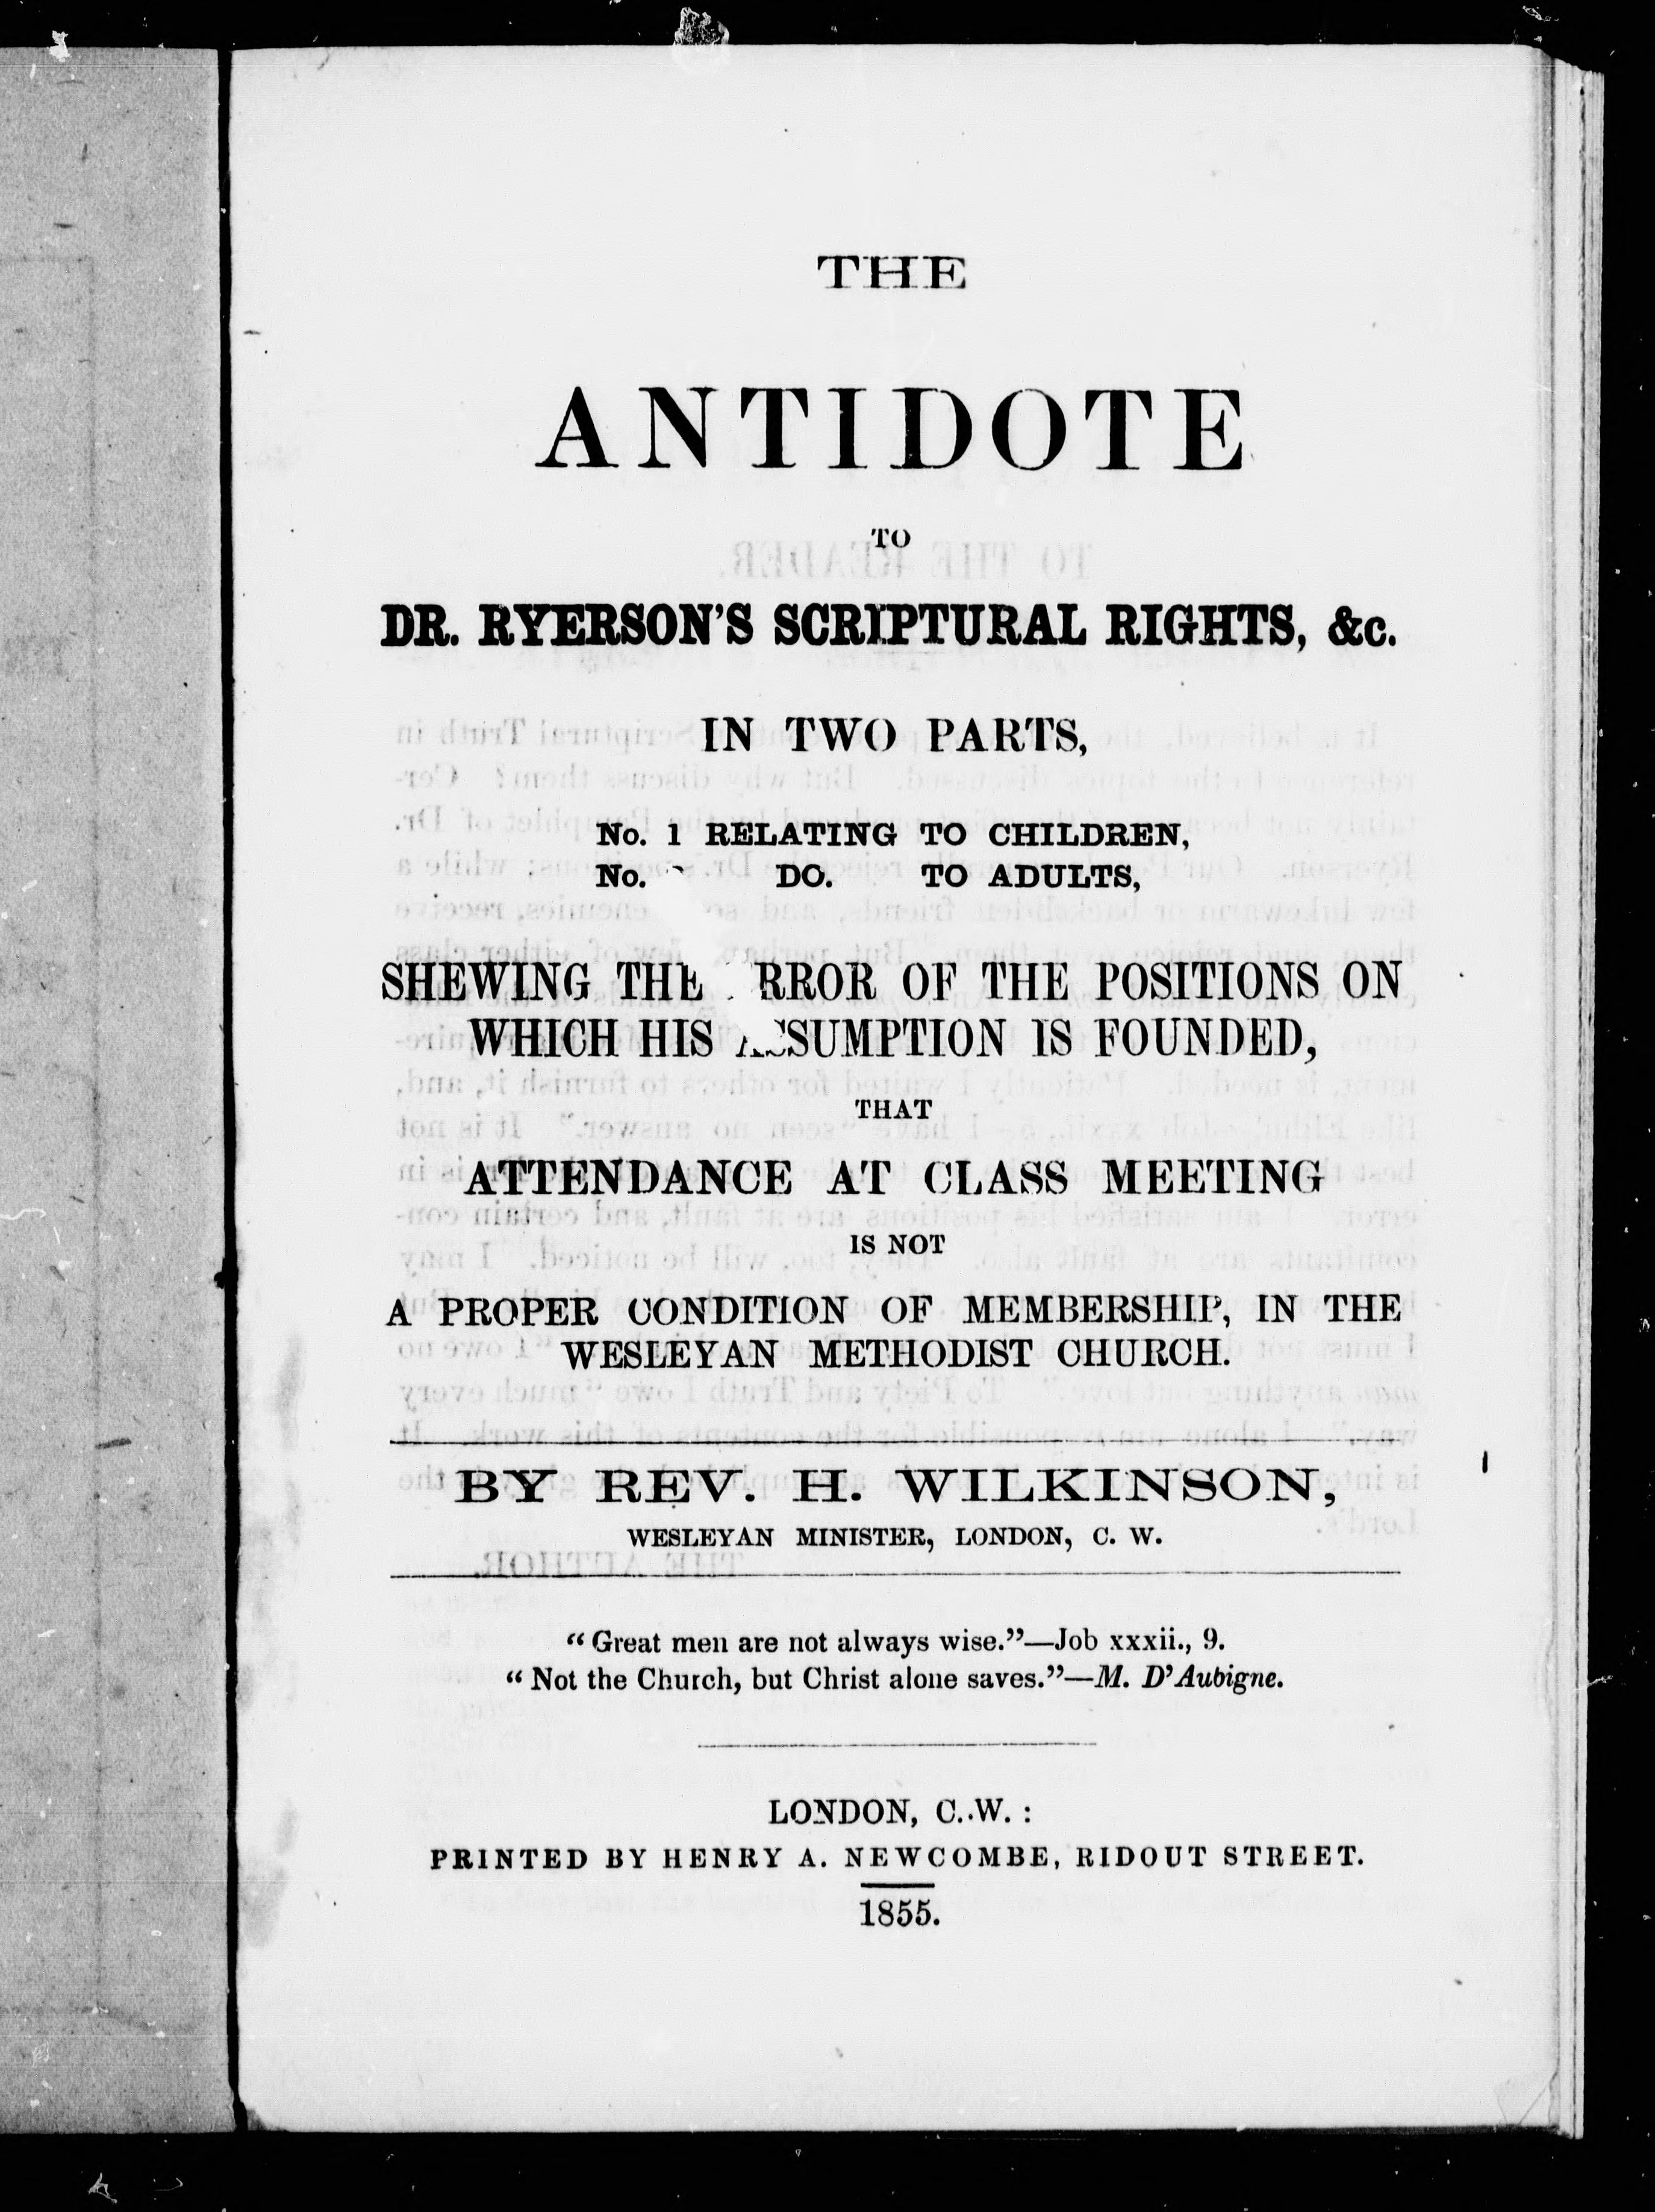 THE
ANTIDOTE
TO
DR. RYERSON'S SCRIPTURAL RIGHTS, &c.
IN TWO PARTS,
No. 1 RELATING TO CHILDREN,
No. DO. TO ADULTS,
SHEWING THE RROR OF THE POSITIONS ON
WHICH HIS ASSUMPTION IS FOUNDED,
THAT
ATTENDANCE AT CLASS MEETING
IS NOT
A PROPER CONDITION OF MEMBERSHIP, IN THE
WESLEYAN METHODIST CHURCH.
BY REV. H. WILKINSON,
WESLEYAN MINISTER, LONDON, C. W.
"Great men are not always wise."—Job xxxii., 9.
"Not the Church, but Christ alone saves."—M. D'Aubigne.
LONDON, C. W. :
PRINTED BY HENRY A. NEWCOMBE, RIDOUT STREET.
1855.